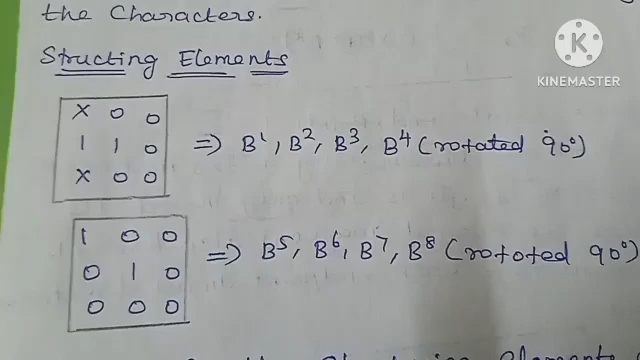 the Characters.
K
KINEMASTER
Structing Elements
X 0 0
1 1 0 => B1, B2, B3, B4 (rotated 90°)
X 0 0
1 0 0
0 1 0 => B5, B6, B7, B8 (rototed 90°)
0 0 0